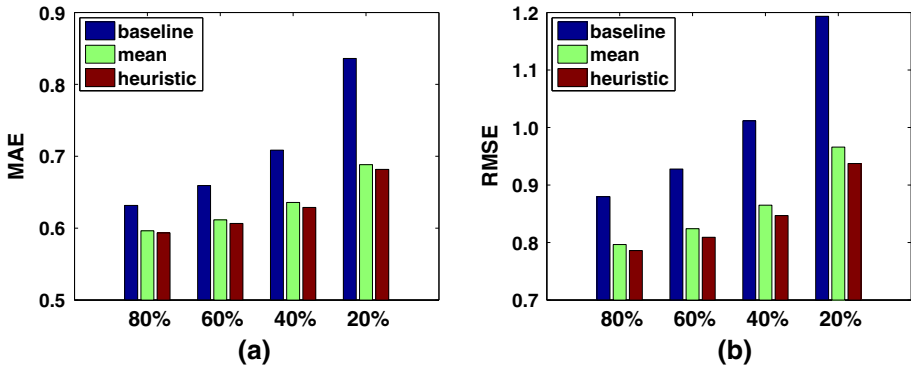 0.9
0.8
0.7
0.6
0.5
MAE
baseline
mean
heuristic
80% 60% 40% 20%
(a)
1.2
1.1
1.0
0.9
0.8
0.7
RMSE
baseline
mean
heuristic
80% 60% 40% 20%
(b)